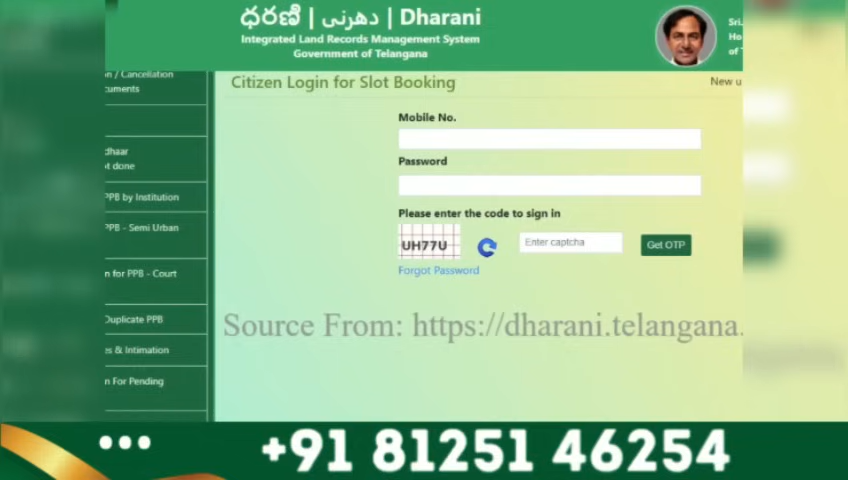 ధరణి | دھرنی | Dharani
Integrated Land Records Management System
Government of Telangana
Sri.
Ho
of
n / Cancellation
cuments
dhaar
t done
PPB by Institution
PPB - Semi Urban
n for PPB - Court
Duplicate PPB
es & Intimation
n For Pending
Citizen Login for Slot Booking
New u
Mobile No.
Password
Please enter the code to sign in
UH77U
Enter captcha
Get OTP
Forgot Password
Source From: https://dharani.telangana.
+91 81251 46254